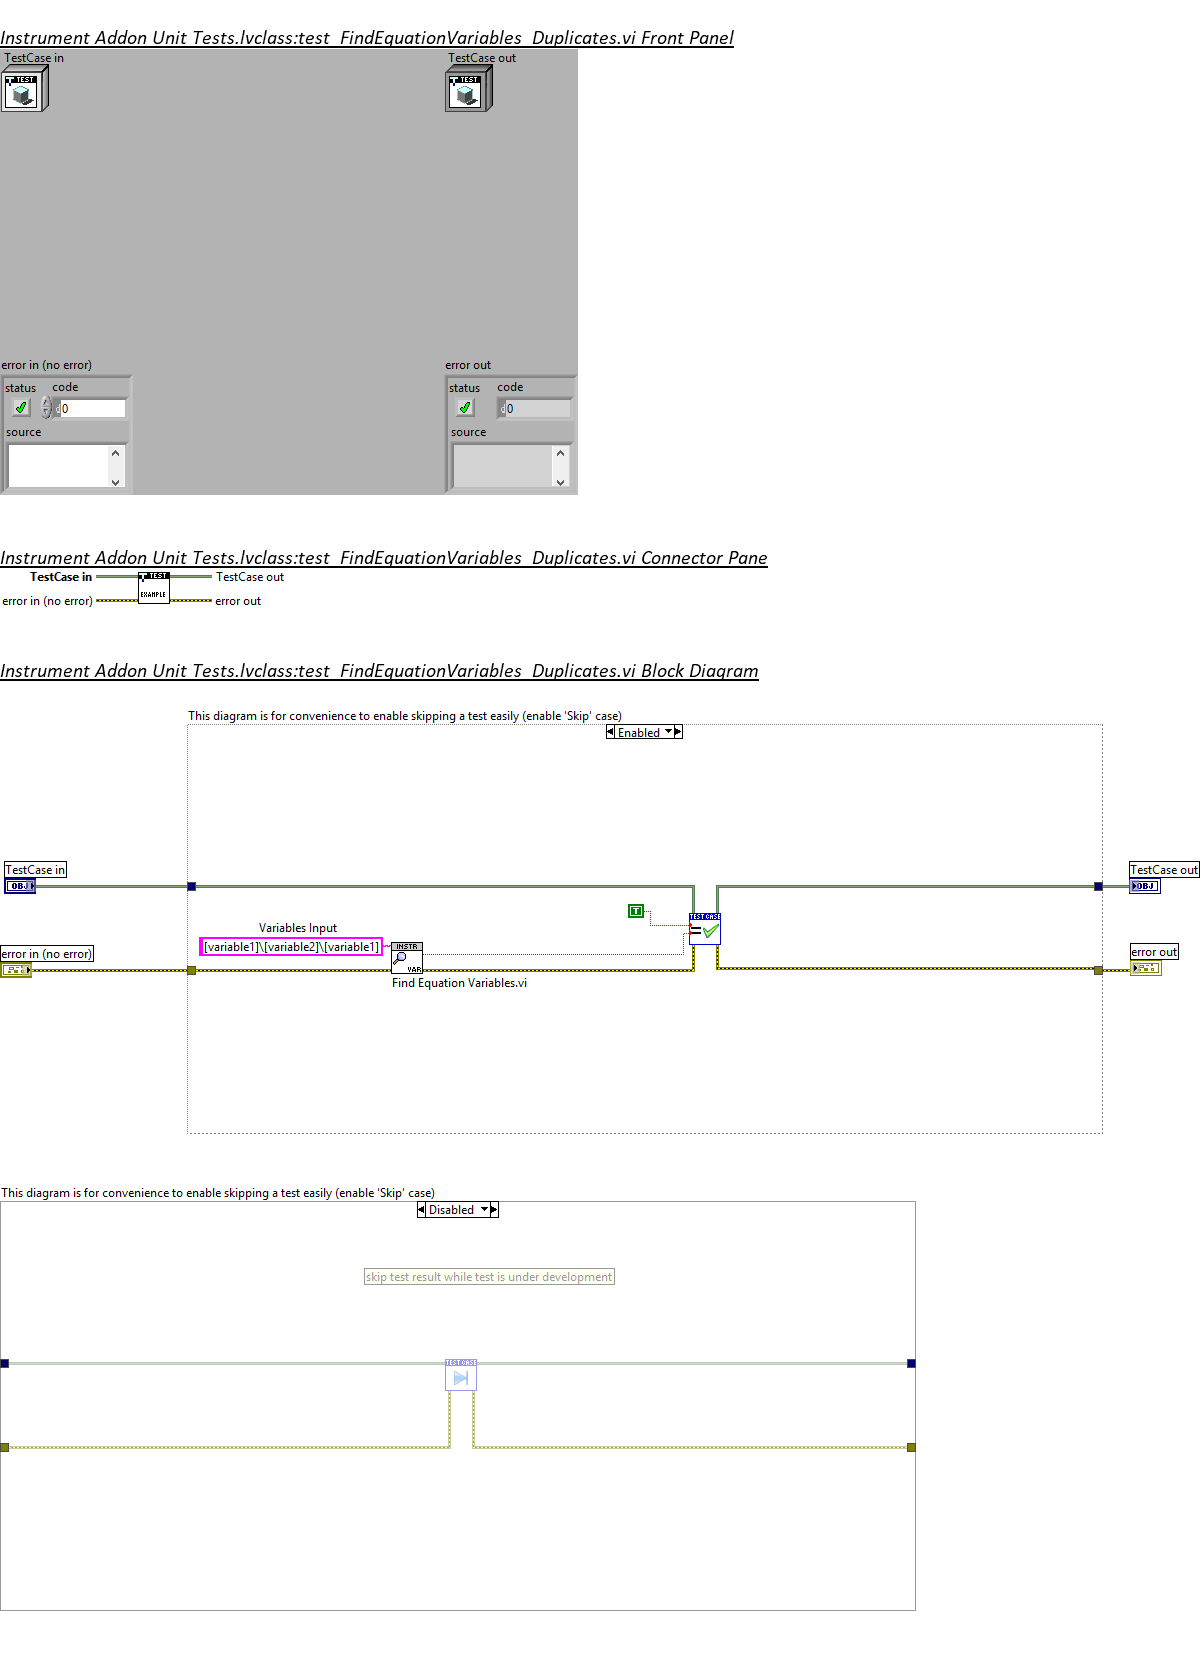 Instrument Addon Unit Tests.lvclass:test_FindEquationVariables_Duplicates.vi Front Panel
TestCase in
TestCase out
TEST
TEST
error in (no error)
error out
status
code
status
code
d
0
d
0
source
source
Instrument Addon Unit Tests.lvclass:test_FindEquationVariables_Duplicates.vi Connector Pane
TestCase in
TEST
TestCase out
error in (no error)
EXAMPLE
error out
Instrument Addon Unit Tests.lvclass:test_FindEquationVariables_Duplicates.vi Block Diagram
This diagram is for convenience to enable skipping a test easily (enable 'Skip' case)
Enabled
TestCase in
TestCase out
OBJ
OBJ
T
TEST CASE
Variables Input
[variable1]\[variable2]\[variable1]
INSTR
VAR
error in (no error)
error out
Find Equation Variables.vi
This diagram is for convenience to enable skipping a test easily (enable 'Skip' case)
Disabled
skip test result while test is under development
TEST CASE